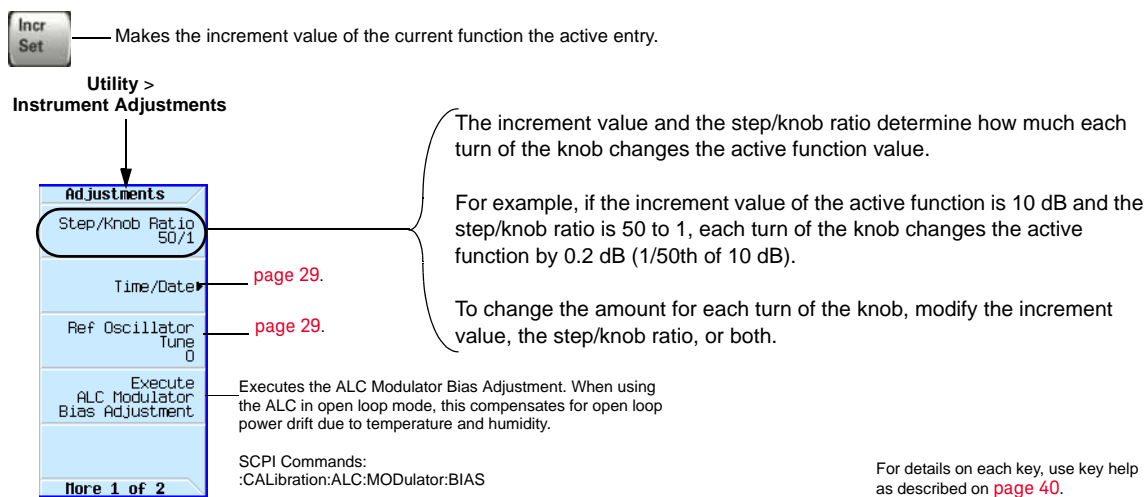 Incr
Set
Makes the increment value of the current function the active entry.
Utility >
Instrument Adjustments
Adjustments
Step/Knob Ratio
50/1
Time/Date
page 29.
Ref Oscillator
Tune
0
page 29.
Execute
ALC Modulator
Bias Adjustment
More 1 of 2
The increment value and the step/knob ratio determine how much each
turn of the knob changes the active function value.
For example, if the increment value of the active function is 10 dB and the
step/knob ratio is 50 to 1, each turn of the knob changes the active
function by 0.2 dB (1/50th of 10 dB).
To change the amount for each turn of the knob, modify the increment
value, the step/knob ratio, or both.
Executes the ALC Modulator Bias Adjustment. When using
the ALC in open loop mode, this compensates for open loop
power drift due to temperature and humidity.
SCPI Commands:
:CALibration:ALC:MODulator:BIAS
For details on each key, use key help
as described on page 40.